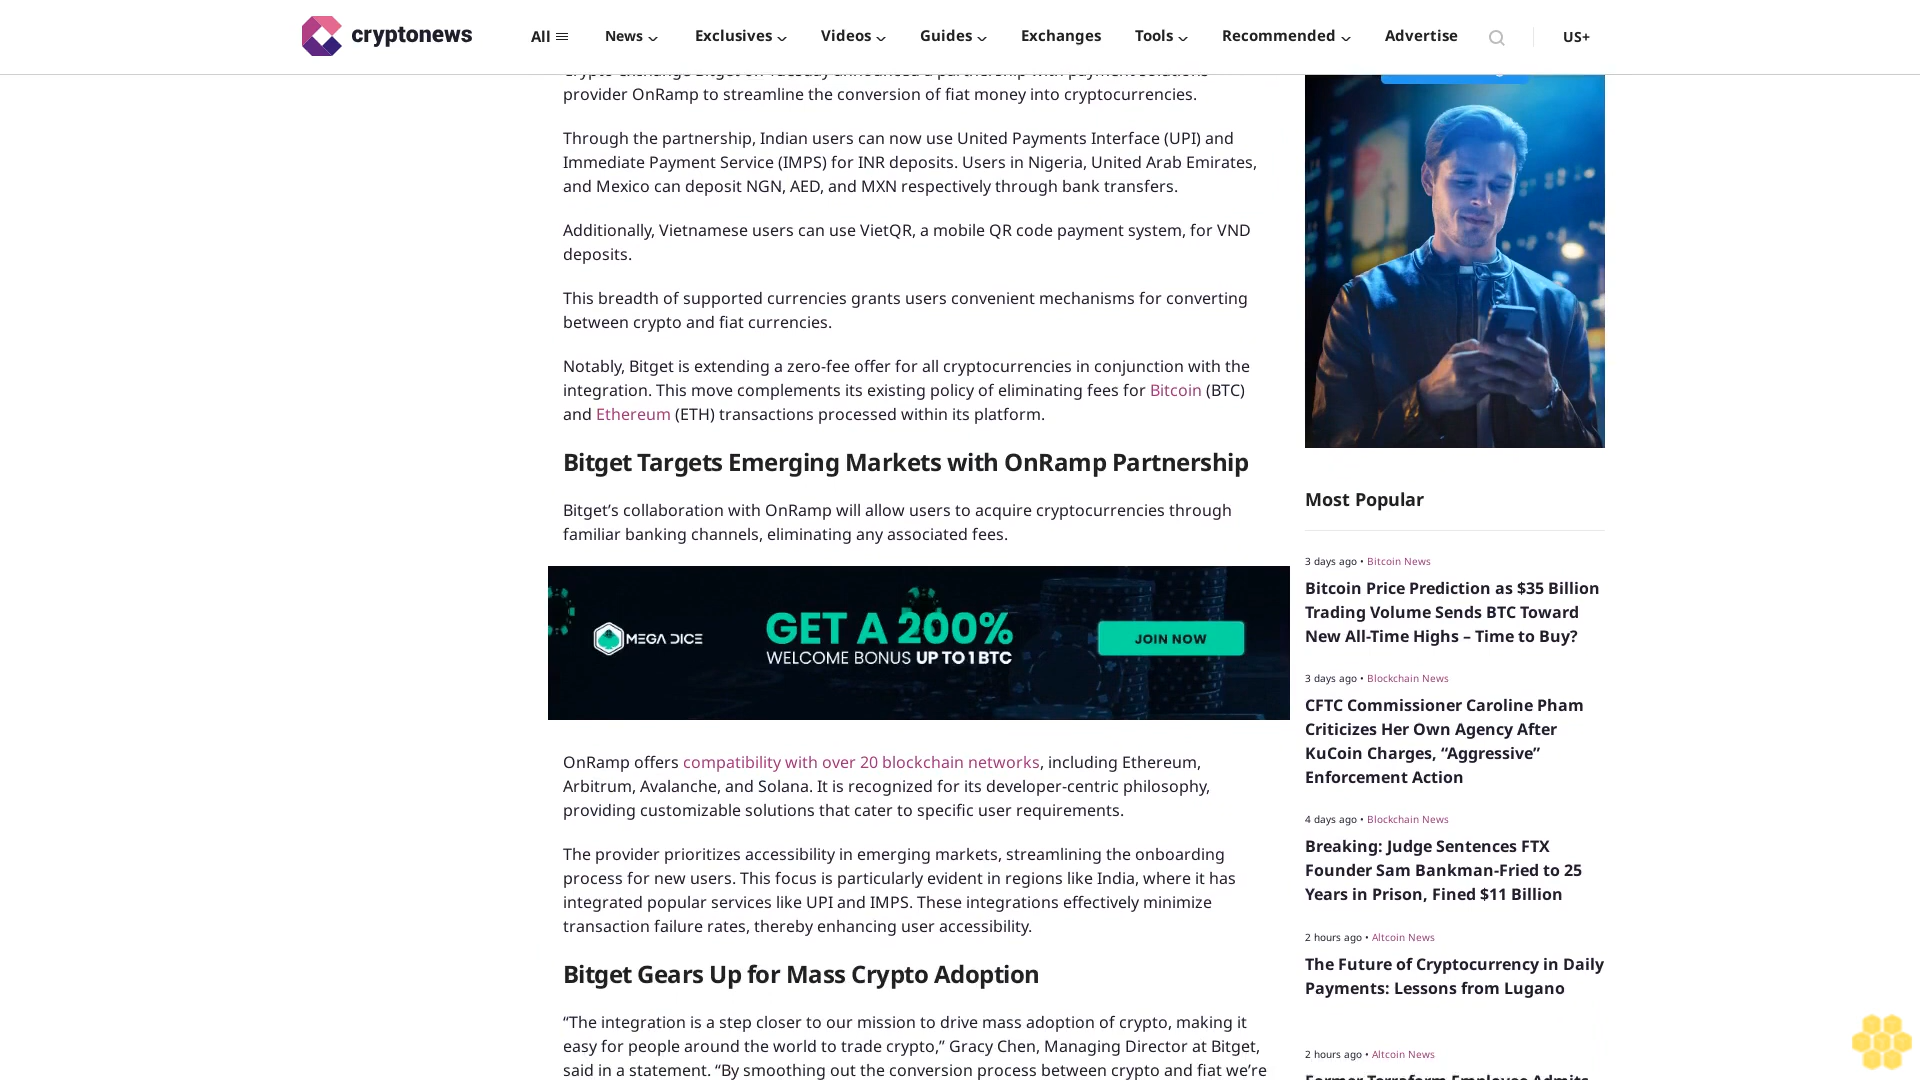 cryptonews
All
News
Exclusives
Videos
Guides
Exchanges
Tools
Recommended
Advertise
US+
Crypto exchange Bitget on Tuesday announced a partnership with payment solutions
provider OnRamp to streamline the conversion of fiat money into cryptocurrencies.
Through the partnership, Indian users can now use United Payments Interface (UPI) and
Immediate Payment Service (IMPS) for INR deposits. Users in Nigeria, United Arab Emirates,
and Mexico can deposit NGN, AED, and MXN respectively through bank transfers.
Additionally, Vietnamese users can use VietQR, a mobile QR code payment system, for VND
deposits.
This breadth of supported currencies grants users convenient mechanisms for converting
between crypto and fiat currencies.
Notably, Bitget is extending a zero-fee offer for all cryptocurrencies in conjunction with the
integration. This move complements its existing policy of eliminating fees for Bitcoin (BTC)
and Ethereum (ETH) transactions processed within its platform.
Bitget Targets Emerging Markets with OnRamp Partnership
Bitget’s collaboration with OnRamp will allow users to acquire cryptocurrencies through
familiar banking channels, eliminating any associated fees.
MEGA DICE
GET A 200%
WELCOME BONUS UP TO 1 BTC
JOIN NOW
OnRamp offers compatibility with over 20 blockchain networks, including Ethereum,
Arbitrum, Avalanche, and Solana. It is recognized for its developer-centric philosophy,
providing customizable solutions that cater to specific user requirements.
The provider prioritizes accessibility in emerging markets, streamlining the onboarding
process for new users. This focus is particularly evident in regions like India, where it has
integrated popular services like UPI and IMPS. These integrations effectively minimize
transaction failure rates, thereby enhancing user accessibility.
Bitget Gears Up for Mass Crypto Adoption
“The integration is a step closer to our mission to drive mass adoption of crypto, making it
easy for people around the world to trade crypto,” Gracy Chen, Managing Director at Bitget,
said in a statement. “By smoothing out the conversion process between crypto and fiat we’re
Most Popular
3 days ago • Bitcoin News
Bitcoin Price Prediction as $35 Billion
Trading Volume Sends BTC Toward
New All-Time Highs – Time to Buy?
3 days ago • Blockchain News
CFTC Commissioner Caroline Pham
Criticizes Her Own Agency After
KuCoin Charges, “Aggressive”
Enforcement Action
4 days ago • Blockchain News
Breaking: Judge Sentences FTX
Founder Sam Bankman-Fried to 25
Years in Prison, Fined $11 Billion
2 hours ago • Altcoin News
The Future of Cryptocurrency in Daily
Payments: Lessons from Lugano
2 hours ago • Altcoin News
Former Terraform Employee Admits